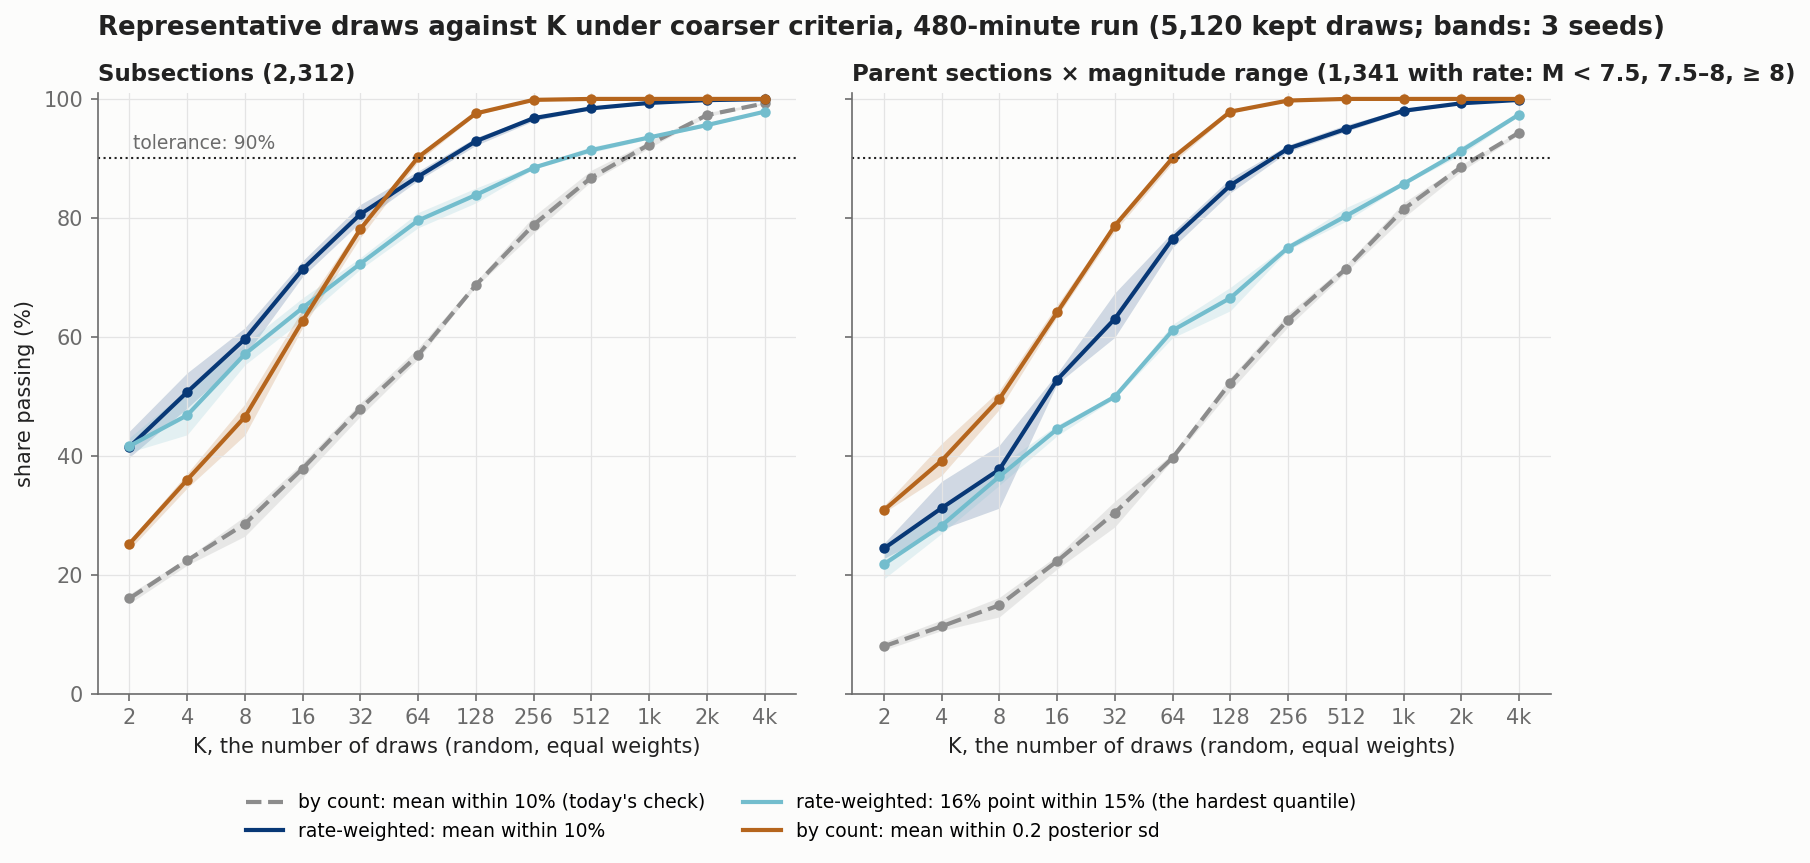 Representative draws against K under coarser criteria, 480-minute run (5,120 kept draws; bands: 3 seeds)
Subsections (2,312)
100
80
60
40
20
0
share passing (%)
tolerance: 90%
2 4 8 16 32 64 128 256 512 1k 2k 4k
K, the number of draws (random, equal weights)
Parent sections × magnitude range (1,341 with rate: M < 7.5, 7.5–8, ≥ 8)
2 4 8 16 32 64 128 256 512 1k 2k 4k
K, the number of draws (random, equal weights)
by count: mean within 10% (today's check)
rate-weighted: mean within 10%
rate-weighted: 16% point within 15% (the hardest quantile)
by count: mean within 0.2 posterior sd